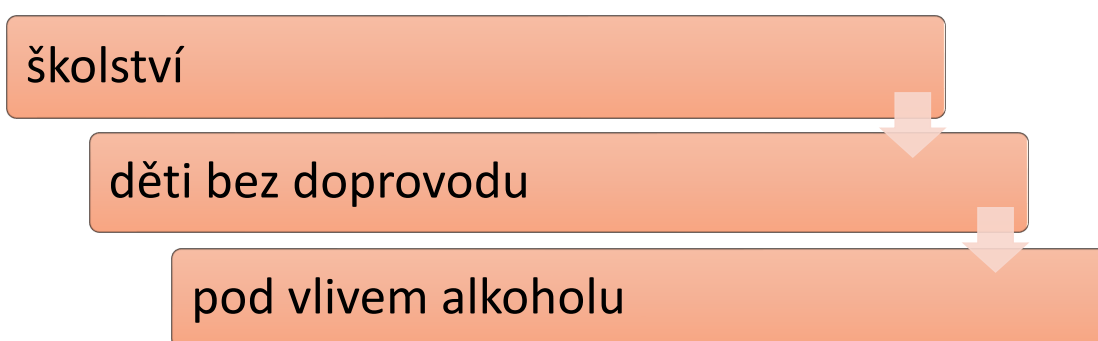 školství
děti bez doprovodu
pod vlivem alkoholu